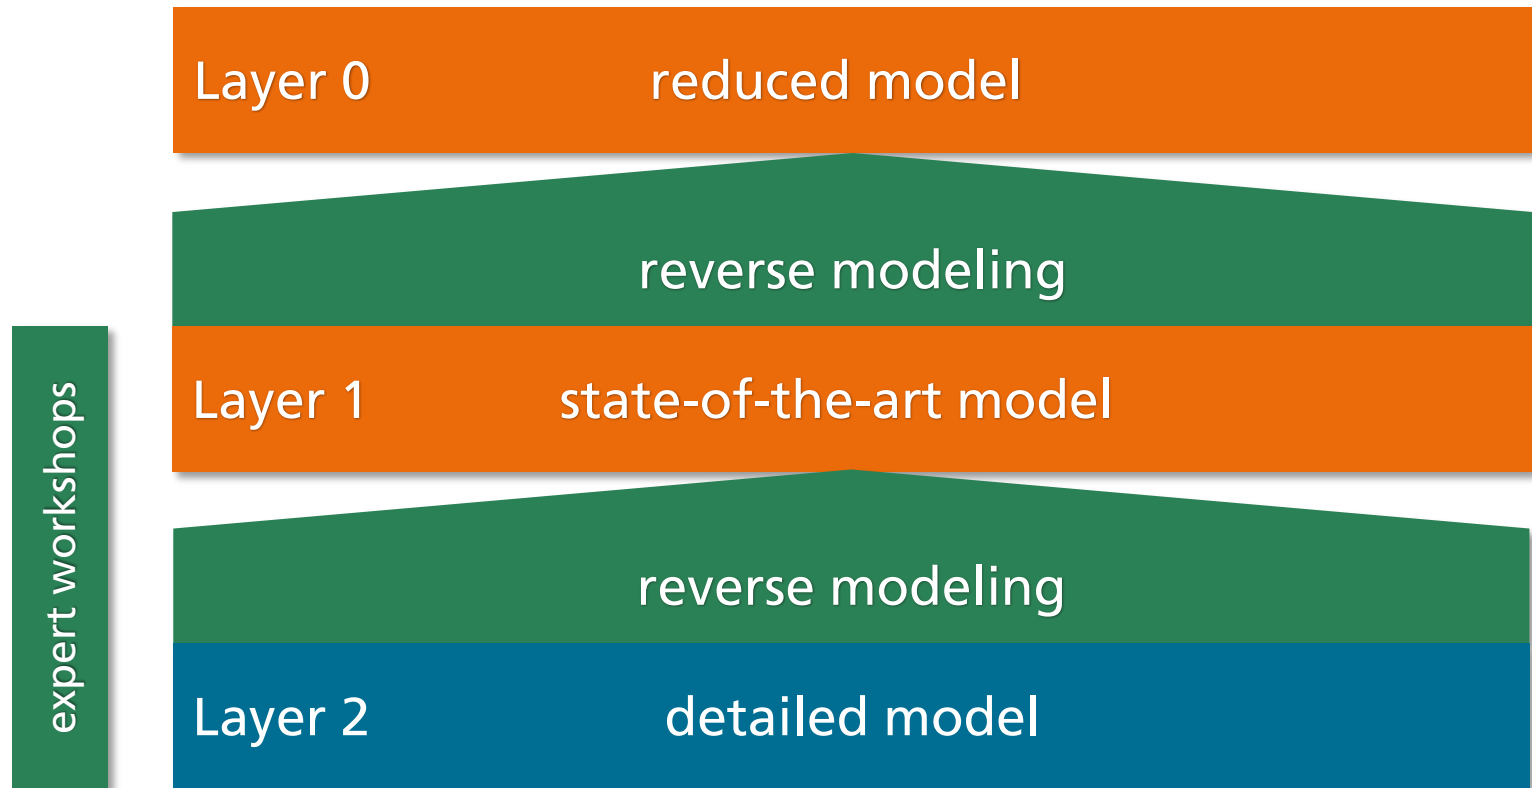 Layer 0 reduced model
reverse modeling
Layer 1 state-of-the-art model
reverse modeling
Layer 2 detailed model
expert workshops